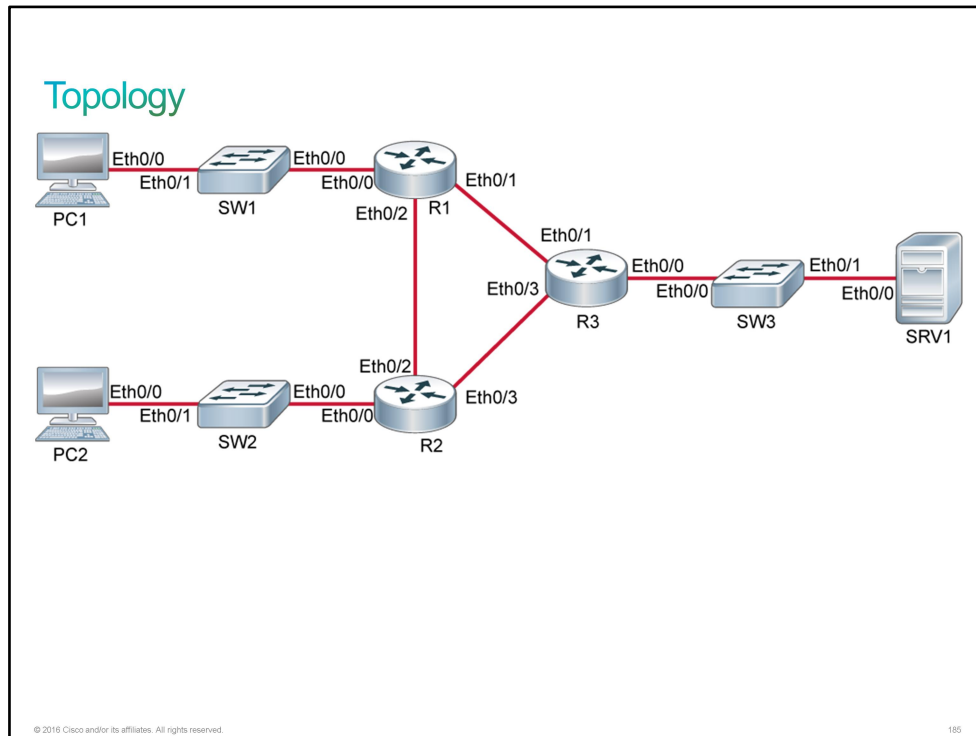 Topology
Eth0/0
Eth0/1
Eth0/0
Eth0/0
Eth0/1
PC1
SW1
Eth0/2
R1
Eth0/1
Eth0/3
Eth0/0
Eth0/0
Eth0/1
Eth0/0
R3
SW3
SRV1
Eth0/2
Eth0/0
Eth0/1
Eth0/0
Eth0/0
Eth0/3
PC2
SW2
R2
© 2016 Cisco and/or its affiliates. All rights reserved.
185